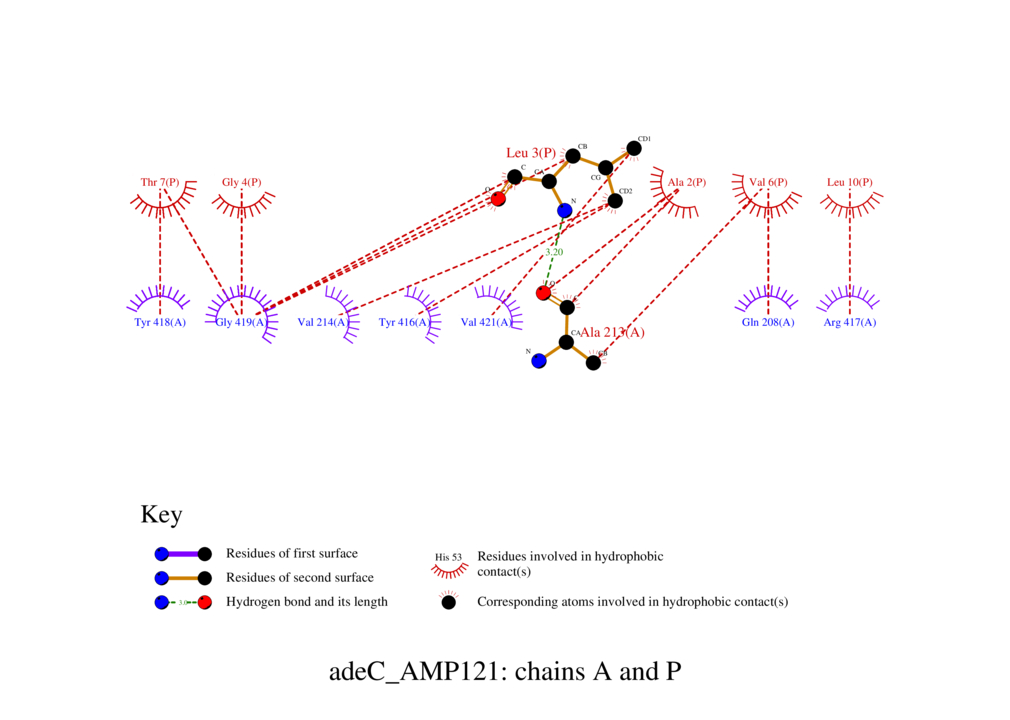 CD1
CB
Leu 3(P)
C
CA
CG
Thr 7(P) Gly 4(P) Ala 2(P) Val 6(P) Leu 10(P)
O
CD2
N
3.20
O
Tyr 418(A) Gly 419(A) Val 214(A) Tyr 416(A) Val 421(A) Gln 208(A) Arg 417(A)
CA
Ala 213(A)
N
CB
Key
Residues of first surface
His 53
Residues involved in hydrophobic
contact(s)
Residues of second surface
3.0
Hydrogen bond and its length
Corresponding atoms involved in hydrophobic contact(s)
adeC_AMP121: chains A and P